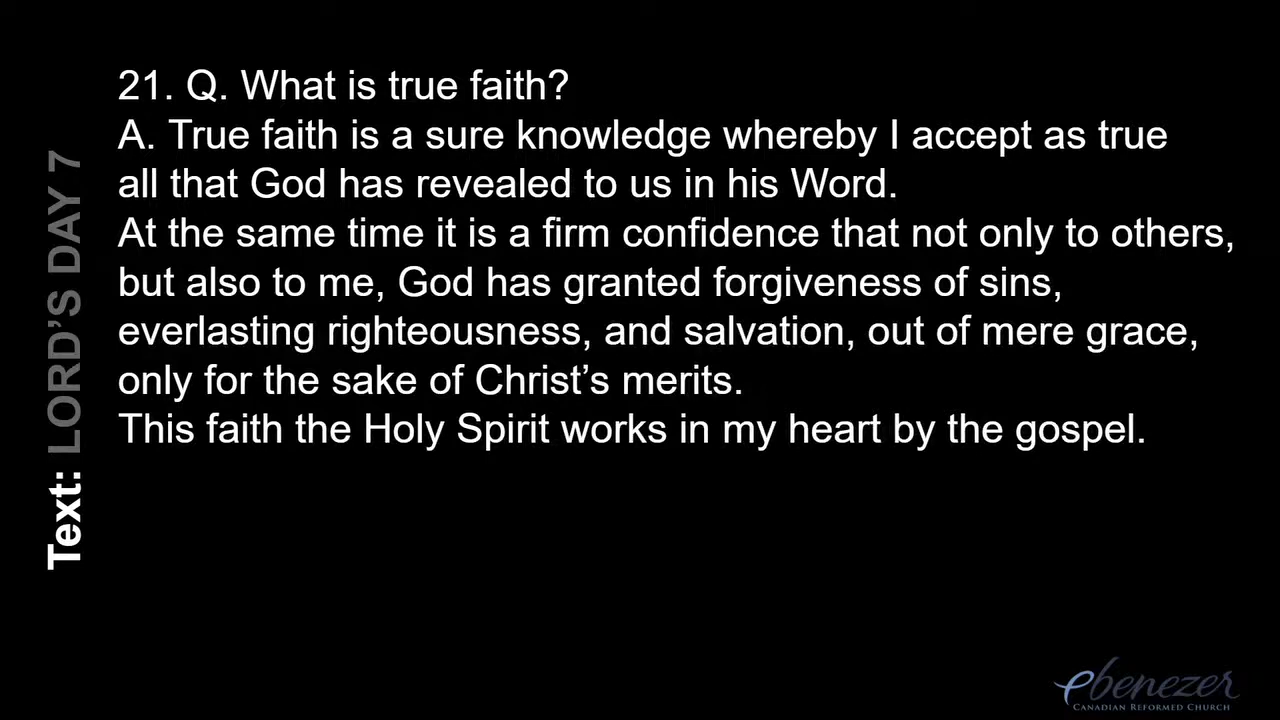 Text: LORD'S DAY 7
21. Q. What is true faith?
A. True faith is a sure knowledge whereby I accept as true
all that God has revealed to us in his Word.
At the same time it is a firm confidence that not only to others,
but also to me, God has granted forgiveness of sins,
everlasting righteousness, and salvation, out of mere grace,
only for the sake of Christ's merits.
This faith the Holy Spirit works in my heart by the gospel.
ebenezer
CANADIAN REFORMED CHURCH